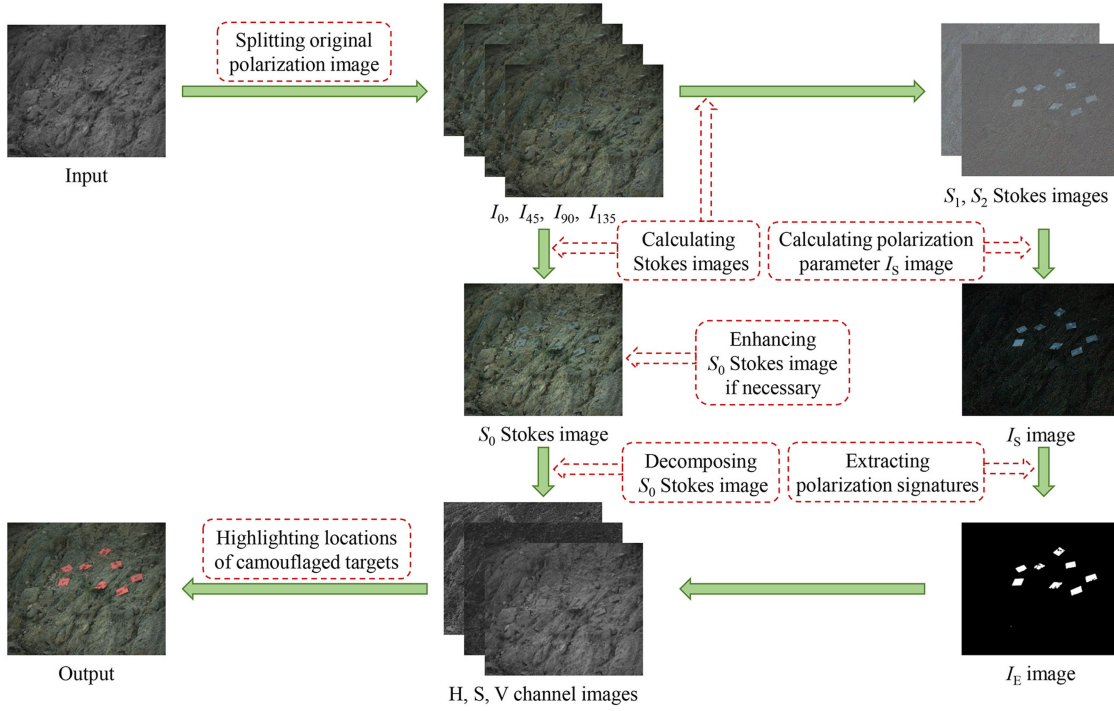 Splitting original
polarization image
Input
I₀, I₄₅, I₉₀, I₁₃₅
S₁, S₂ Stokes images
Calculating
Stokes images
Calculating polarization
parameter Iₛ image
Enhancing
S₀ Stokes image
if necessary
S₀ Stokes image
Iₛ image
Decomposing
S₀ Stokes image
Extracting
polarization signatures
Highlighting locations
of camouflaged targets
Output
H, S, V channel images
I_E image